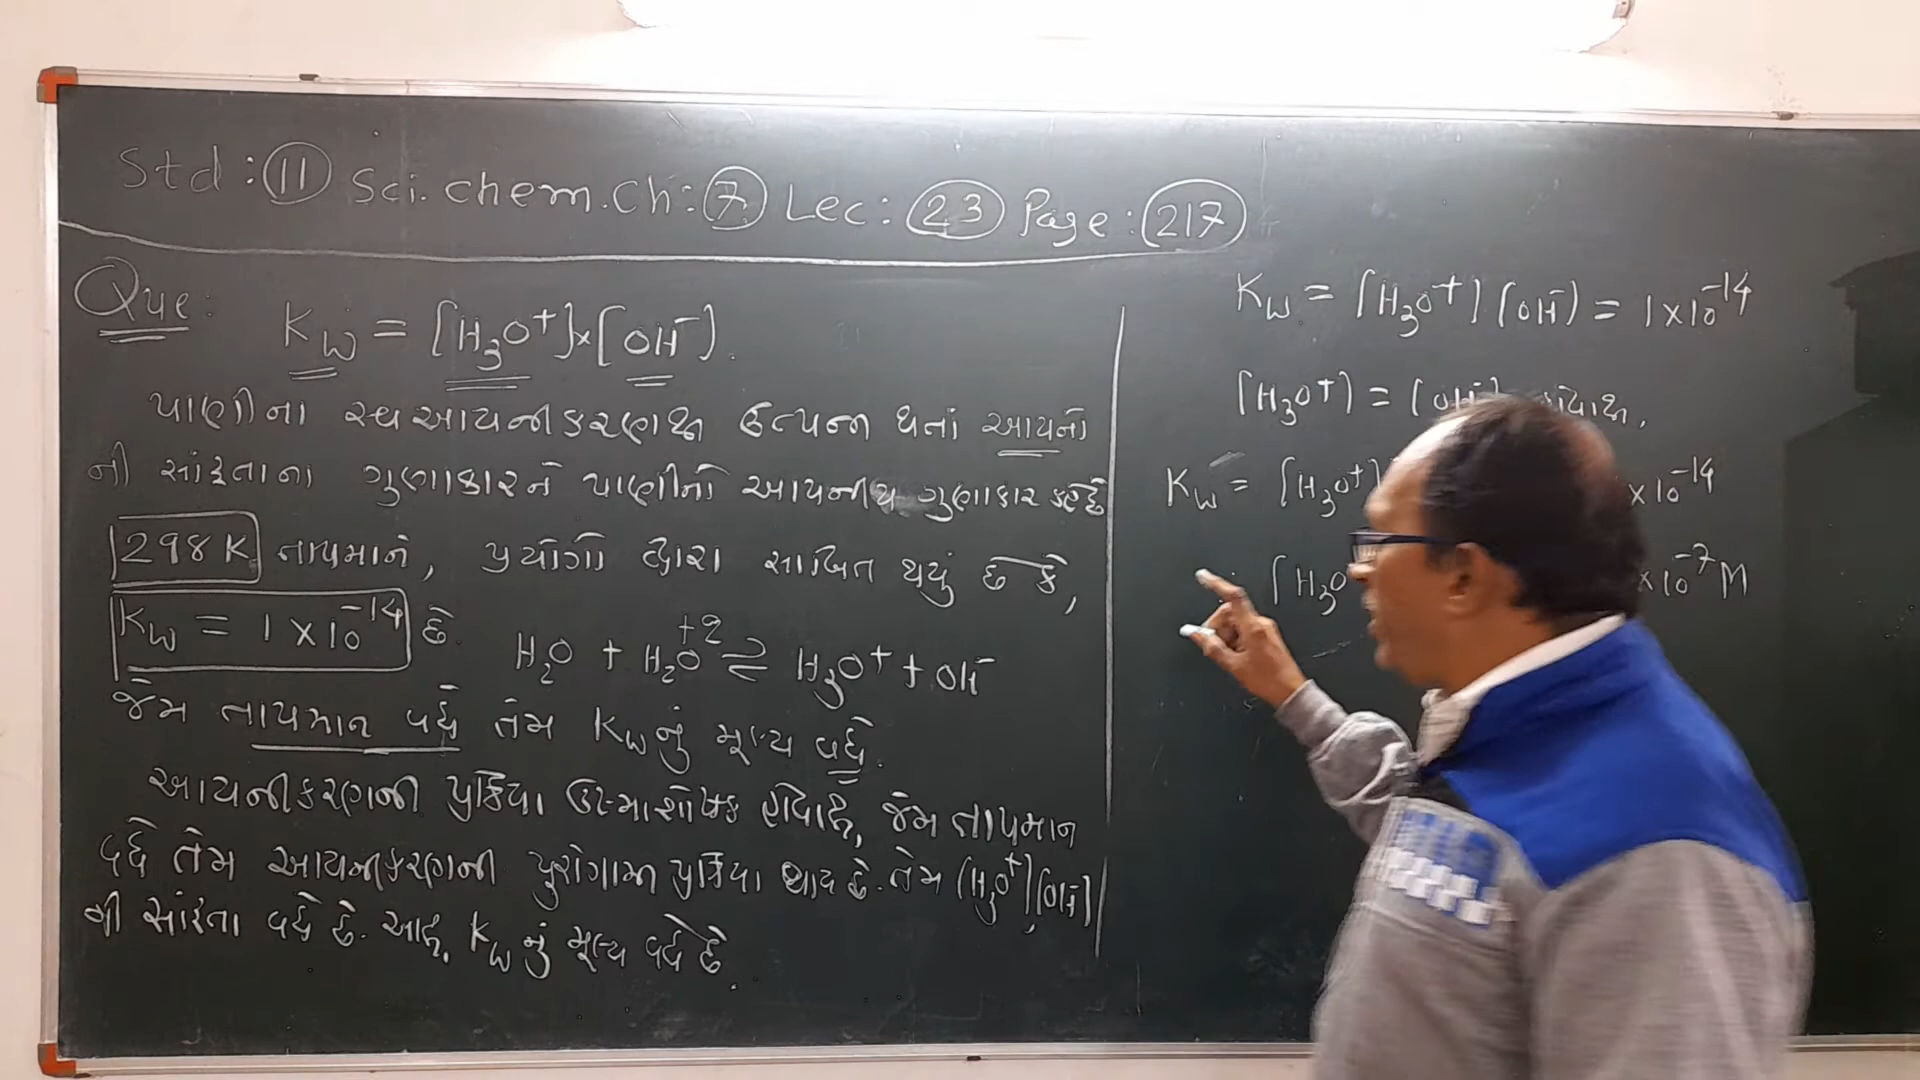 Std : 11 Sci. chem. Ch : 7 Lec : 23 Page : 217
Que :
Kw = [H3O+]×[OH-].
પાણીના સ્વઆયનીકરણથી ઉત્પન્ન થતાં આયનો
ની સાંદ્રતાના ગુણાકારને પાણીનો આયનીય ગુણાકાર કહે છે
298 K તાપમાને, પ્રયોગો દ્વારા સાબિત થયું છે કે,
Kw = 1 × 10^-14 છે.
H2O + H2O +q ⇌ H3O+ + OH-
જેમ તાપમાન વધે તેમ Kw નું મૂલ્ય વધે.
આયનીકરણની પ્રક્રિયા ઉષ્માશોષક હોવાથી, જેમ તાપમાન
વધે તેમ આયનીકરણની પુરોગામી પ્રક્રિયા થાય છે. તેમ [H3O+],[OH-]
ની સાંદ્રતા વધે છે. આથી, Kw નું મૂલ્ય વધે છે.
Kw = [H3O+] [OH-] = 1×10^-14
[H3O+] = [OH-]
Kw = [H3O+] × 10^-14
[H3O × 10^-7 M